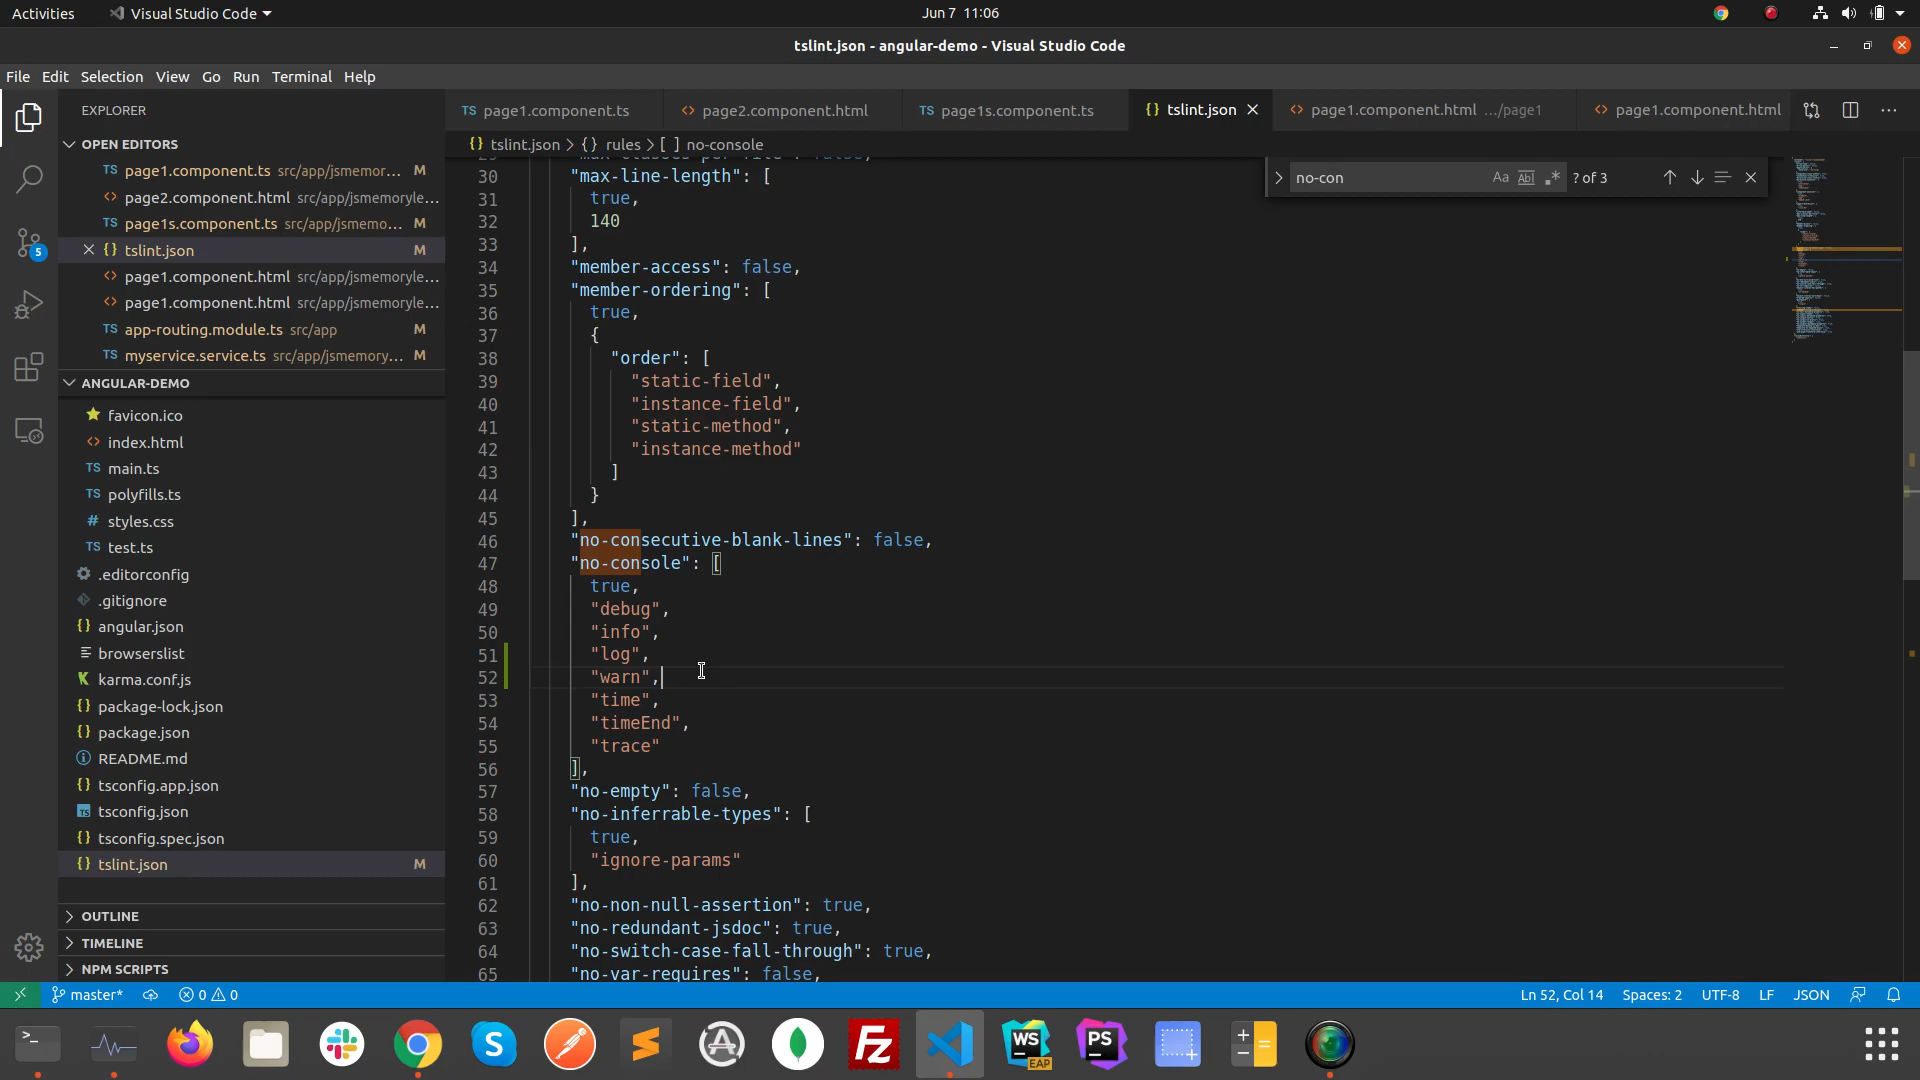 Activities
Visual Studio Code
Jun 7 11:06
tslint.json - angular-demo - Visual Studio Code
File Edit Selection View Go Run Terminal Help
EXPLORER
OPEN EDITORS
TS page1.component.ts src/app/jsmemor... M
<> page2.component.html src/app/jsmemoryle...
TS page1s.component.ts src/app/jsmemo... M
{} tslint.json M
<> page1.component.html src/app/jsmemoryle...
<> page1.component.html src/app/jsmemoryle...
TS app-routing.module.ts src/app M
TS myservice.service.ts src/app/jsmemory... M
ANGULAR-DEMO
favicon.ico
<> index.html
TS main.ts
TS polyfills.ts
# styles.css
TS test.ts
.editorconfig
.gitignore
{} angular.json
browserslist
karma.conf.js
{} package-lock.json
{} package.json
README.md
{} tsconfig.app.json
TS tsconfig.json
{} tsconfig.spec.json
{} tslint.json M
OUTLINE
TIMELINE
NPM SCRIPTS
5
TS page1.component.ts
<> page2.component.html
TS page1s.component.ts
{} tslint.json
<> page1.component.html .../page1
<> page1.component.html
{} tslint.json > {} rules > [ ] no-console
no-con Aa Abl .* ? of 3
29 "max-classes-per-file": false,
30 "max-line-length": [
31 true,
32 140
33 ],
34 "member-access": false,
35 "member-ordering": [
36 true,
37 {
38 "order": [
39 "static-field",
40 "instance-field",
41 "static-method",
42 "instance-method"
43 ]
44 }
45 ],
46 "no-consecutive-blank-lines": false,
47 "no-console": [
48 true,
49 "debug",
50 "info",
51 "log",
52 "warn",
53 "time",
54 "timeEnd",
55 "trace"
56 ],
57 "no-empty": false,
58 "no-inferrable-types": [
59 true,
60 "ignore-params"
61 ],
62 "no-non-null-assertion": true,
63 "no-redundant-jsdoc": true,
64 "no-switch-case-fall-through": true,
65 "no-var-requires": false,
master* 0 0
Ln 52, Col 14 Spaces: 2 UTF-8 LF JSON
S
Fz
WS
EAP
PS